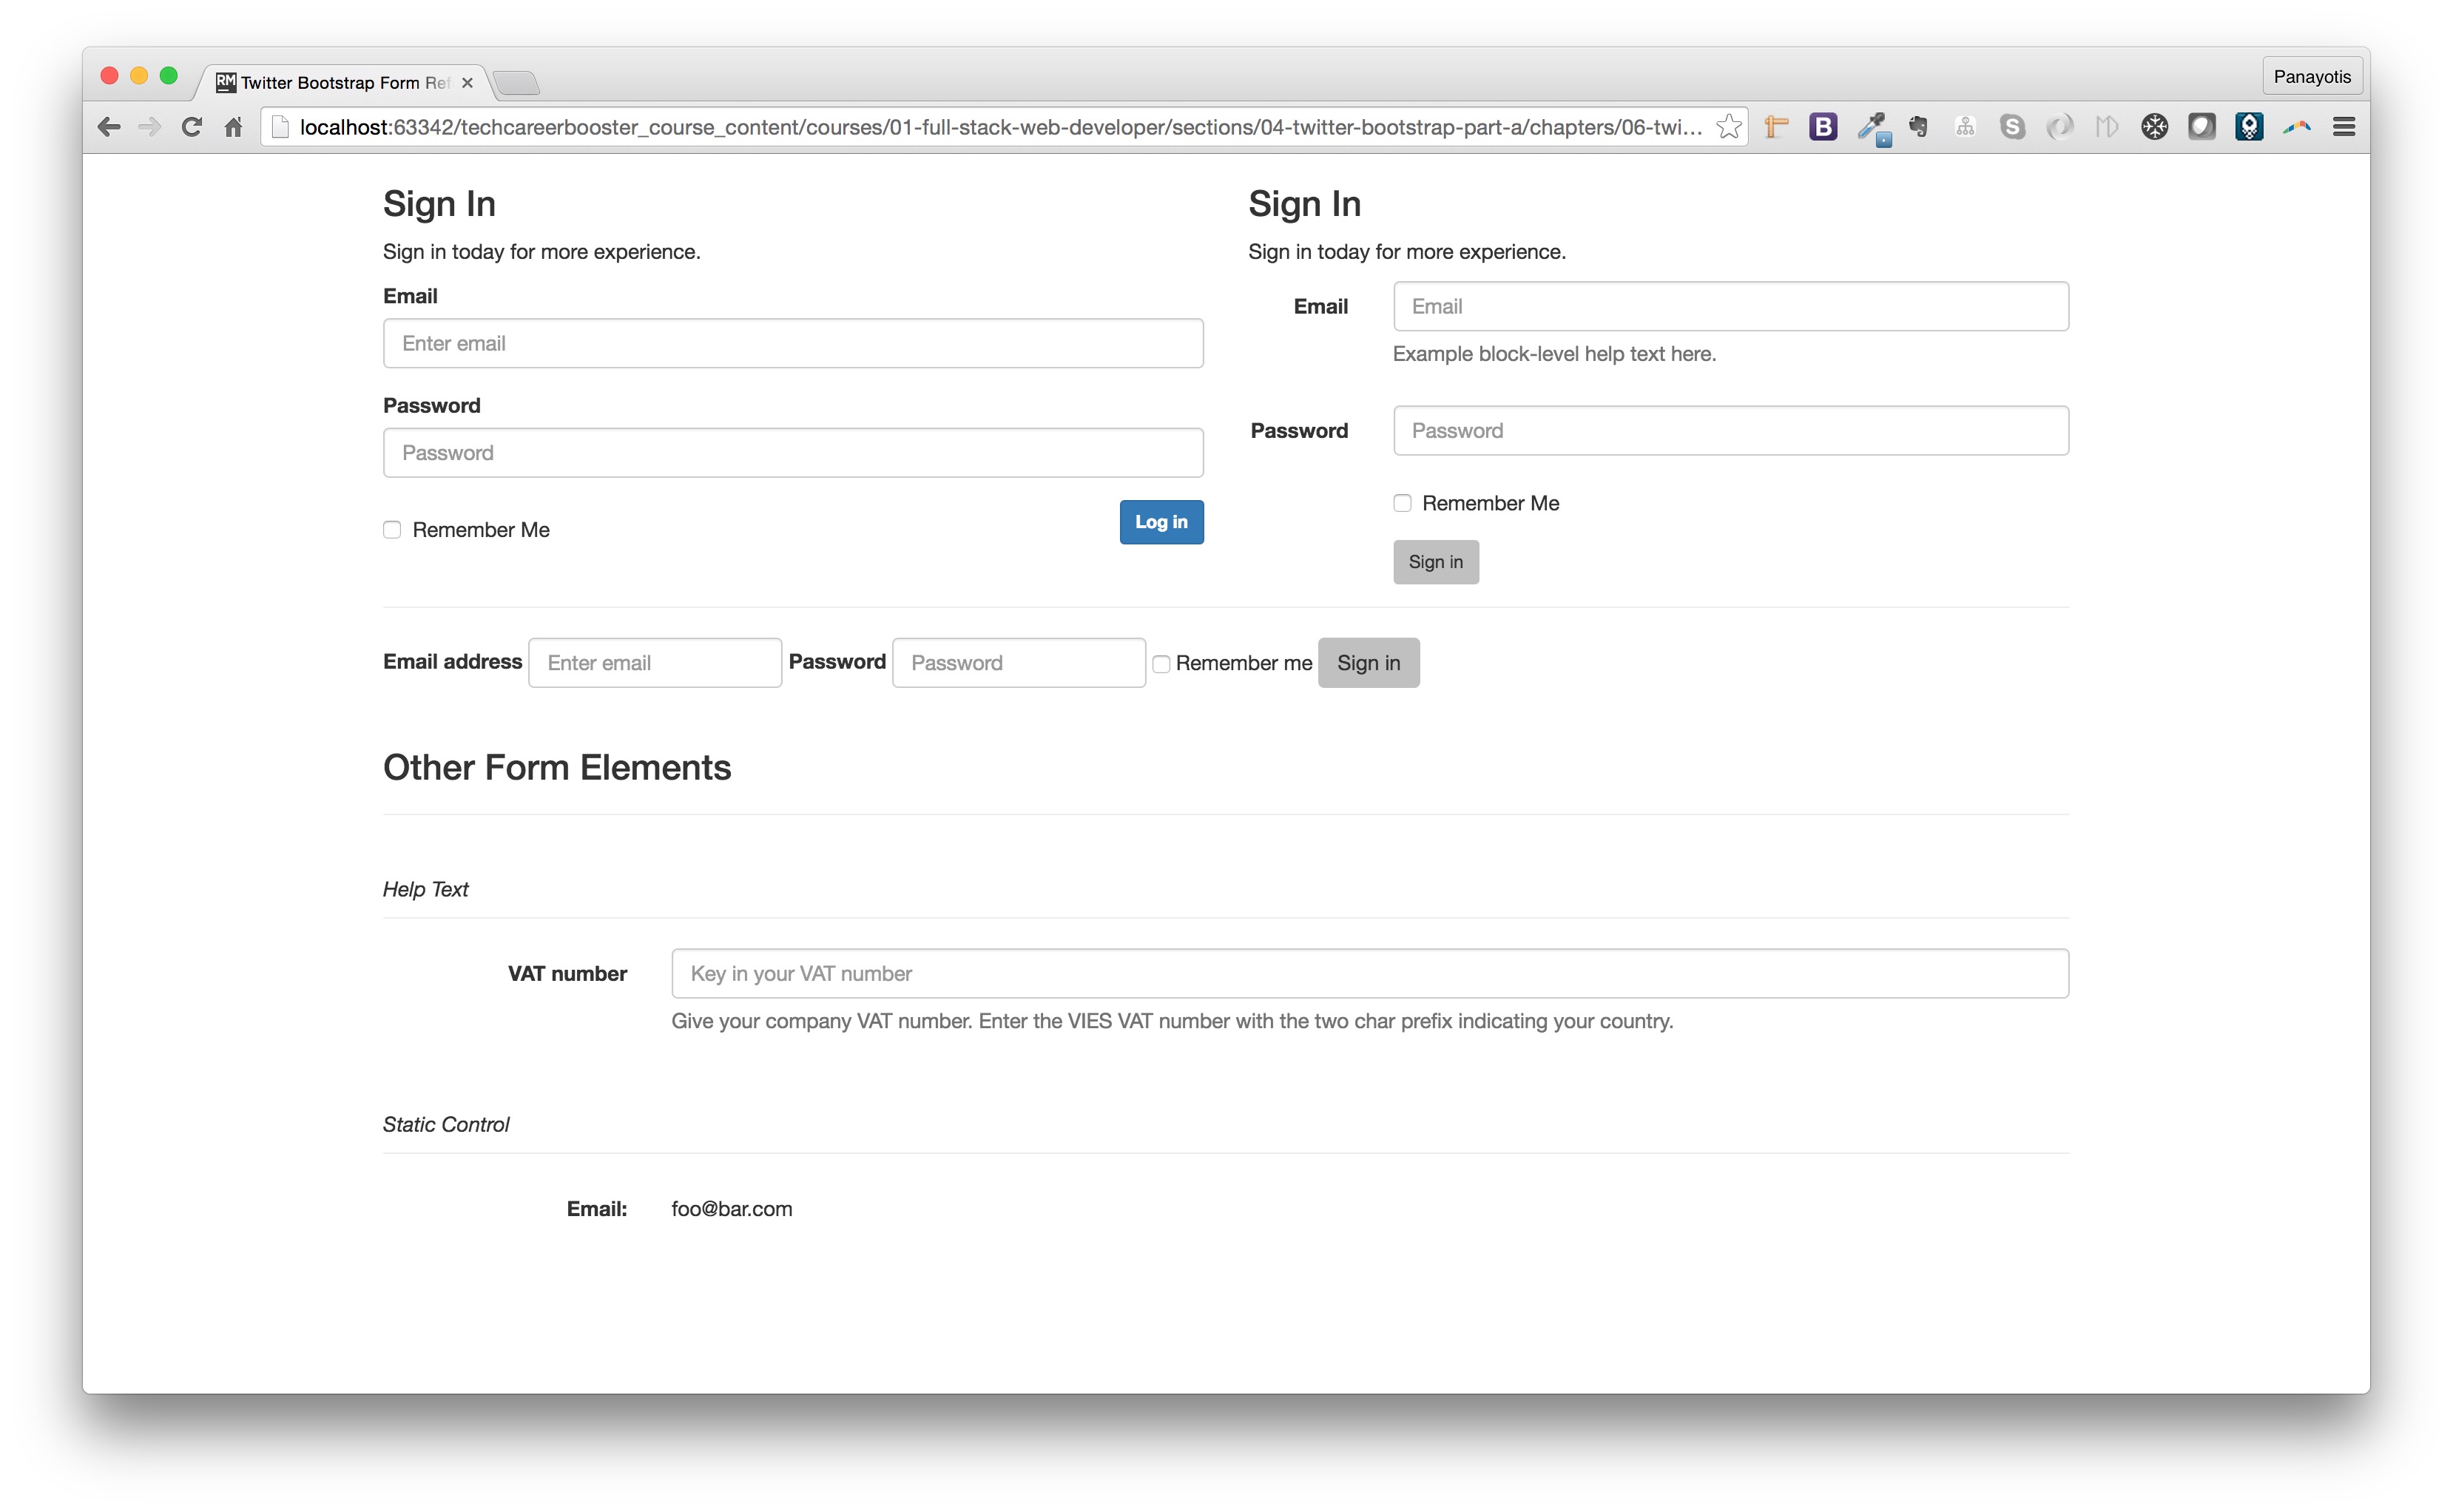 RM Twitter Bootstrap Form Ref
Panayotis
localhost:63342/techcareerbooster_course_content/courses/01-full-stack-web-developer/sections/04-twitter-bootstrap-part-a/chapters/06-twi...
Sign In
Sign in today for more experience.
Email
Enter email
Password
Password
Remember Me
Log in
Sign In
Sign in today for more experience.
Email Email
Example block-level help text here.
Password Password
Remember Me
Sign in
Email address Enter email Password Password Remember me Sign in
Other Form Elements
Help Text
VAT number Key in your VAT number
Give your company VAT number. Enter the VIES VAT number with the two char prefix indicating your country.
Static Control
Email: foo@bar.com